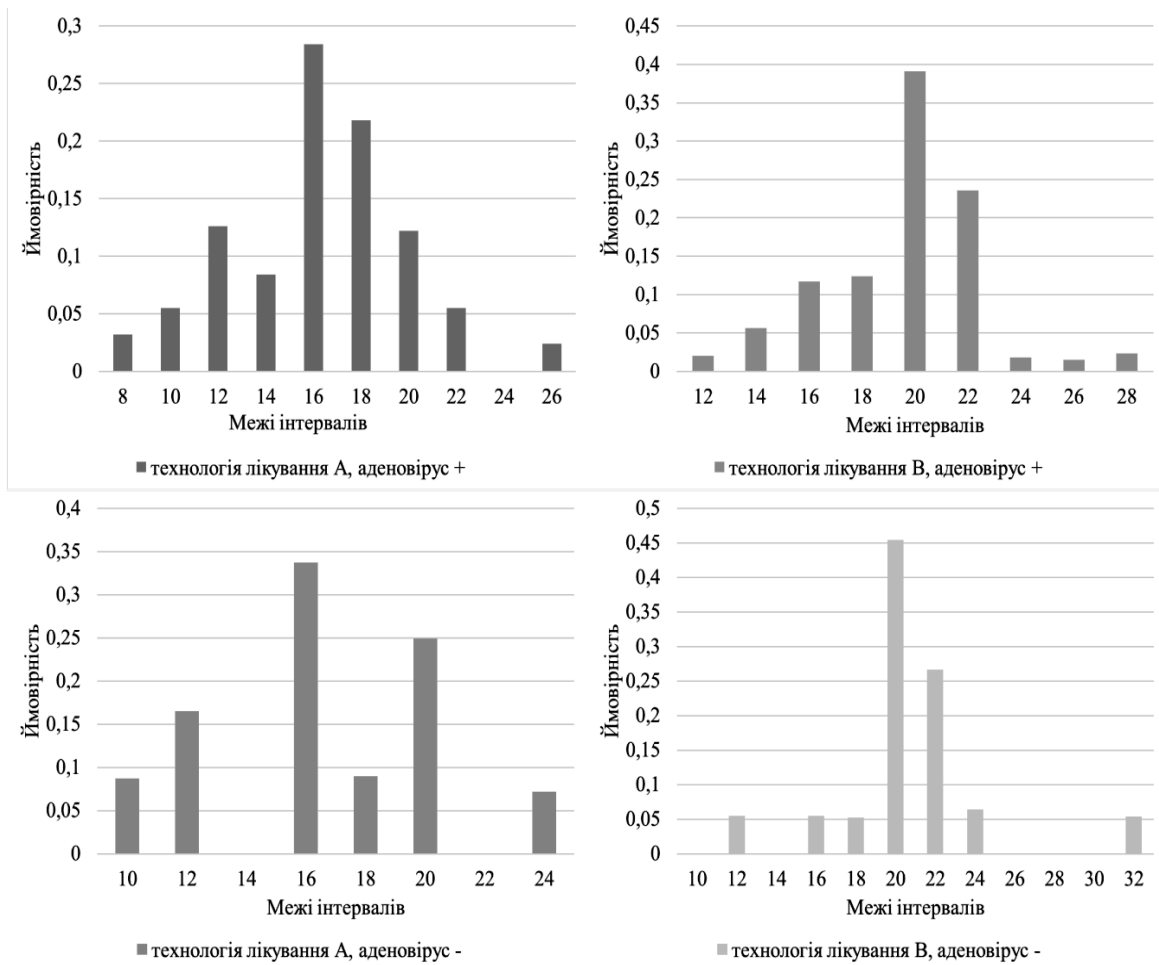 0,3
0,25
0,2
0,15
0,1
0,05
0
Ймовірність
8 10 12 14 16 18 20 22 24 26
Межі інтервалів
технологія лікування А, аденовірус +
0,45
0,4
0,35
0,3
0,25
0,2
0,15
0,1
0,05
0
Ймовірність
12 14 16 18 20 22 24 26 28
Межі інтервалів
технологія лікування В, аденовірус +
0,4
0,35
0,3
0,25
0,2
0,15
0,1
0,05
0
Ймовірність
10 12 14 16 18 20 22 24
Межі інтервалів
технологія лікування А, аденовірус -
0,5
0,45
0,4
0,35
0,3
0,25
0,2
0,15
0,1
0,05
0
Ймовірність
10 12 14 16 18 20 22 24 26 28 30 32
Межі інтервалів
технологія лікування В, аденовірус -